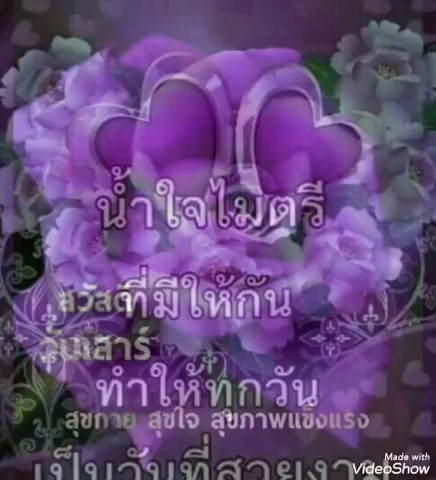 น้ำใจไมตรี
สวัสดี
ที่มีให้กัน
วันเสาร์
ทำให้ทุกวัน
สุขกาย สุขใจ สุขภาพแข็งแรง
เป็นวันที่สวยงาม
Made with
VideoShow